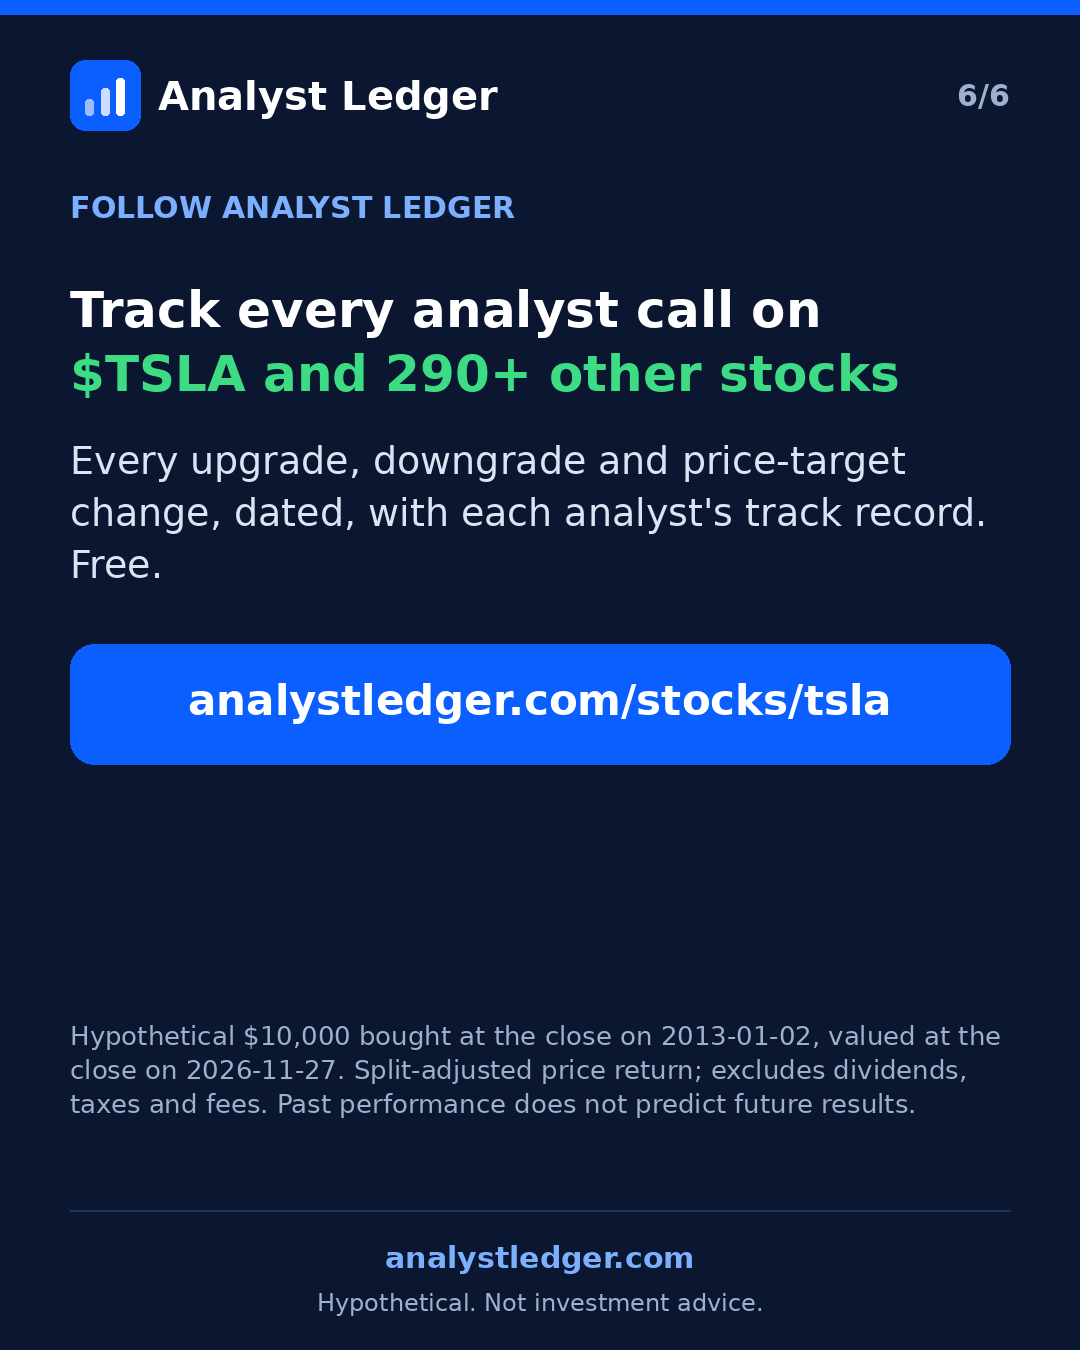 Analyst Ledger
6/6
FOLLOW ANALYST LEDGER
Track every analyst call on
$TSLA and 290+ other stocks
Every upgrade, downgrade and price-target
change, dated, with each analyst's track record.
Free.
analystledger.com/stocks/tsla
Hypothetical $10,000 bought at the close on 2013-01-02, valued at the
close on 2026-11-27. Split-adjusted price return; excludes dividends,
taxes and fees. Past performance does not predict future results.
analystledger.com
Hypothetical. Not investment advice.